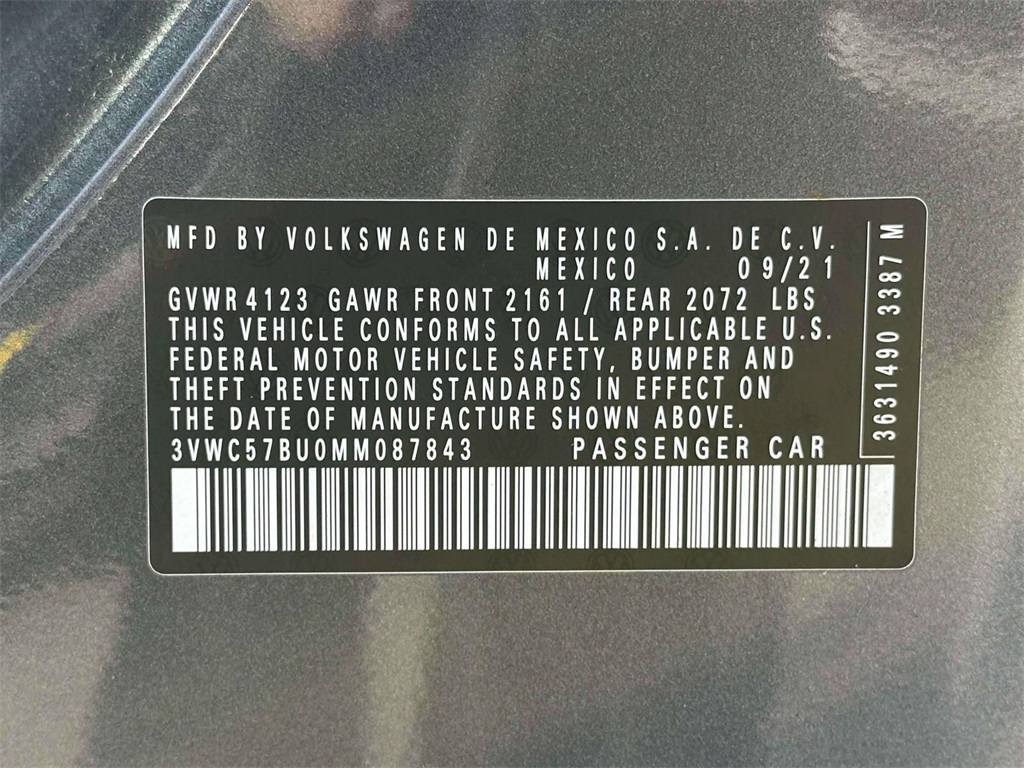 MFD BY VOLKSWAGEN DE MEXICO S.A. DE C.V.
MEXICO 09/21
GVWR 4123 GAWR FRONT 2161 / REAR 2072 LBS
THIS VEHICLE CONFORMS TO ALL APPLICABLE U.S.
FEDERAL MOTOR VEHICLE SAFETY, BUMPER AND
THEFT PREVENTION STANDARDS IN EFFECT ON
THE DATE OF MANUFACTURE SHOWN ABOVE.
3VWC57BU0MM087843 PASSENGER CAR
3631490 3387 M